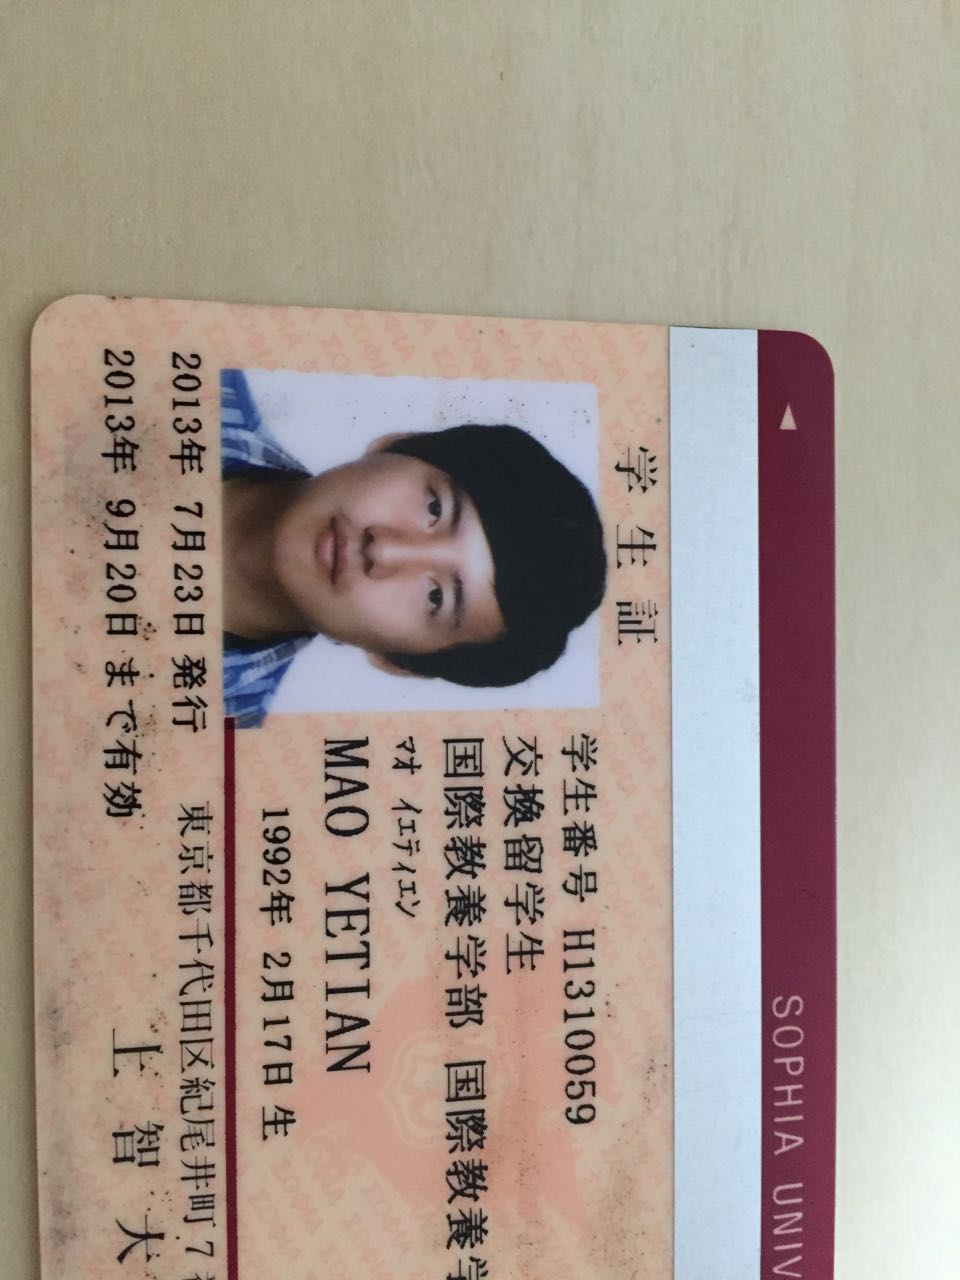 SOPHIA UNIV
学生証
学生番号 H1310059
交換留学生
国際教養学部 国際教養学
マオ イエティエン
MAO YETIAN
1992年 2月17日 生
2013年 7月23日 発行
2013年 9月20日 まで有効
東京都千代田区紀尾井町 7
上 智 大